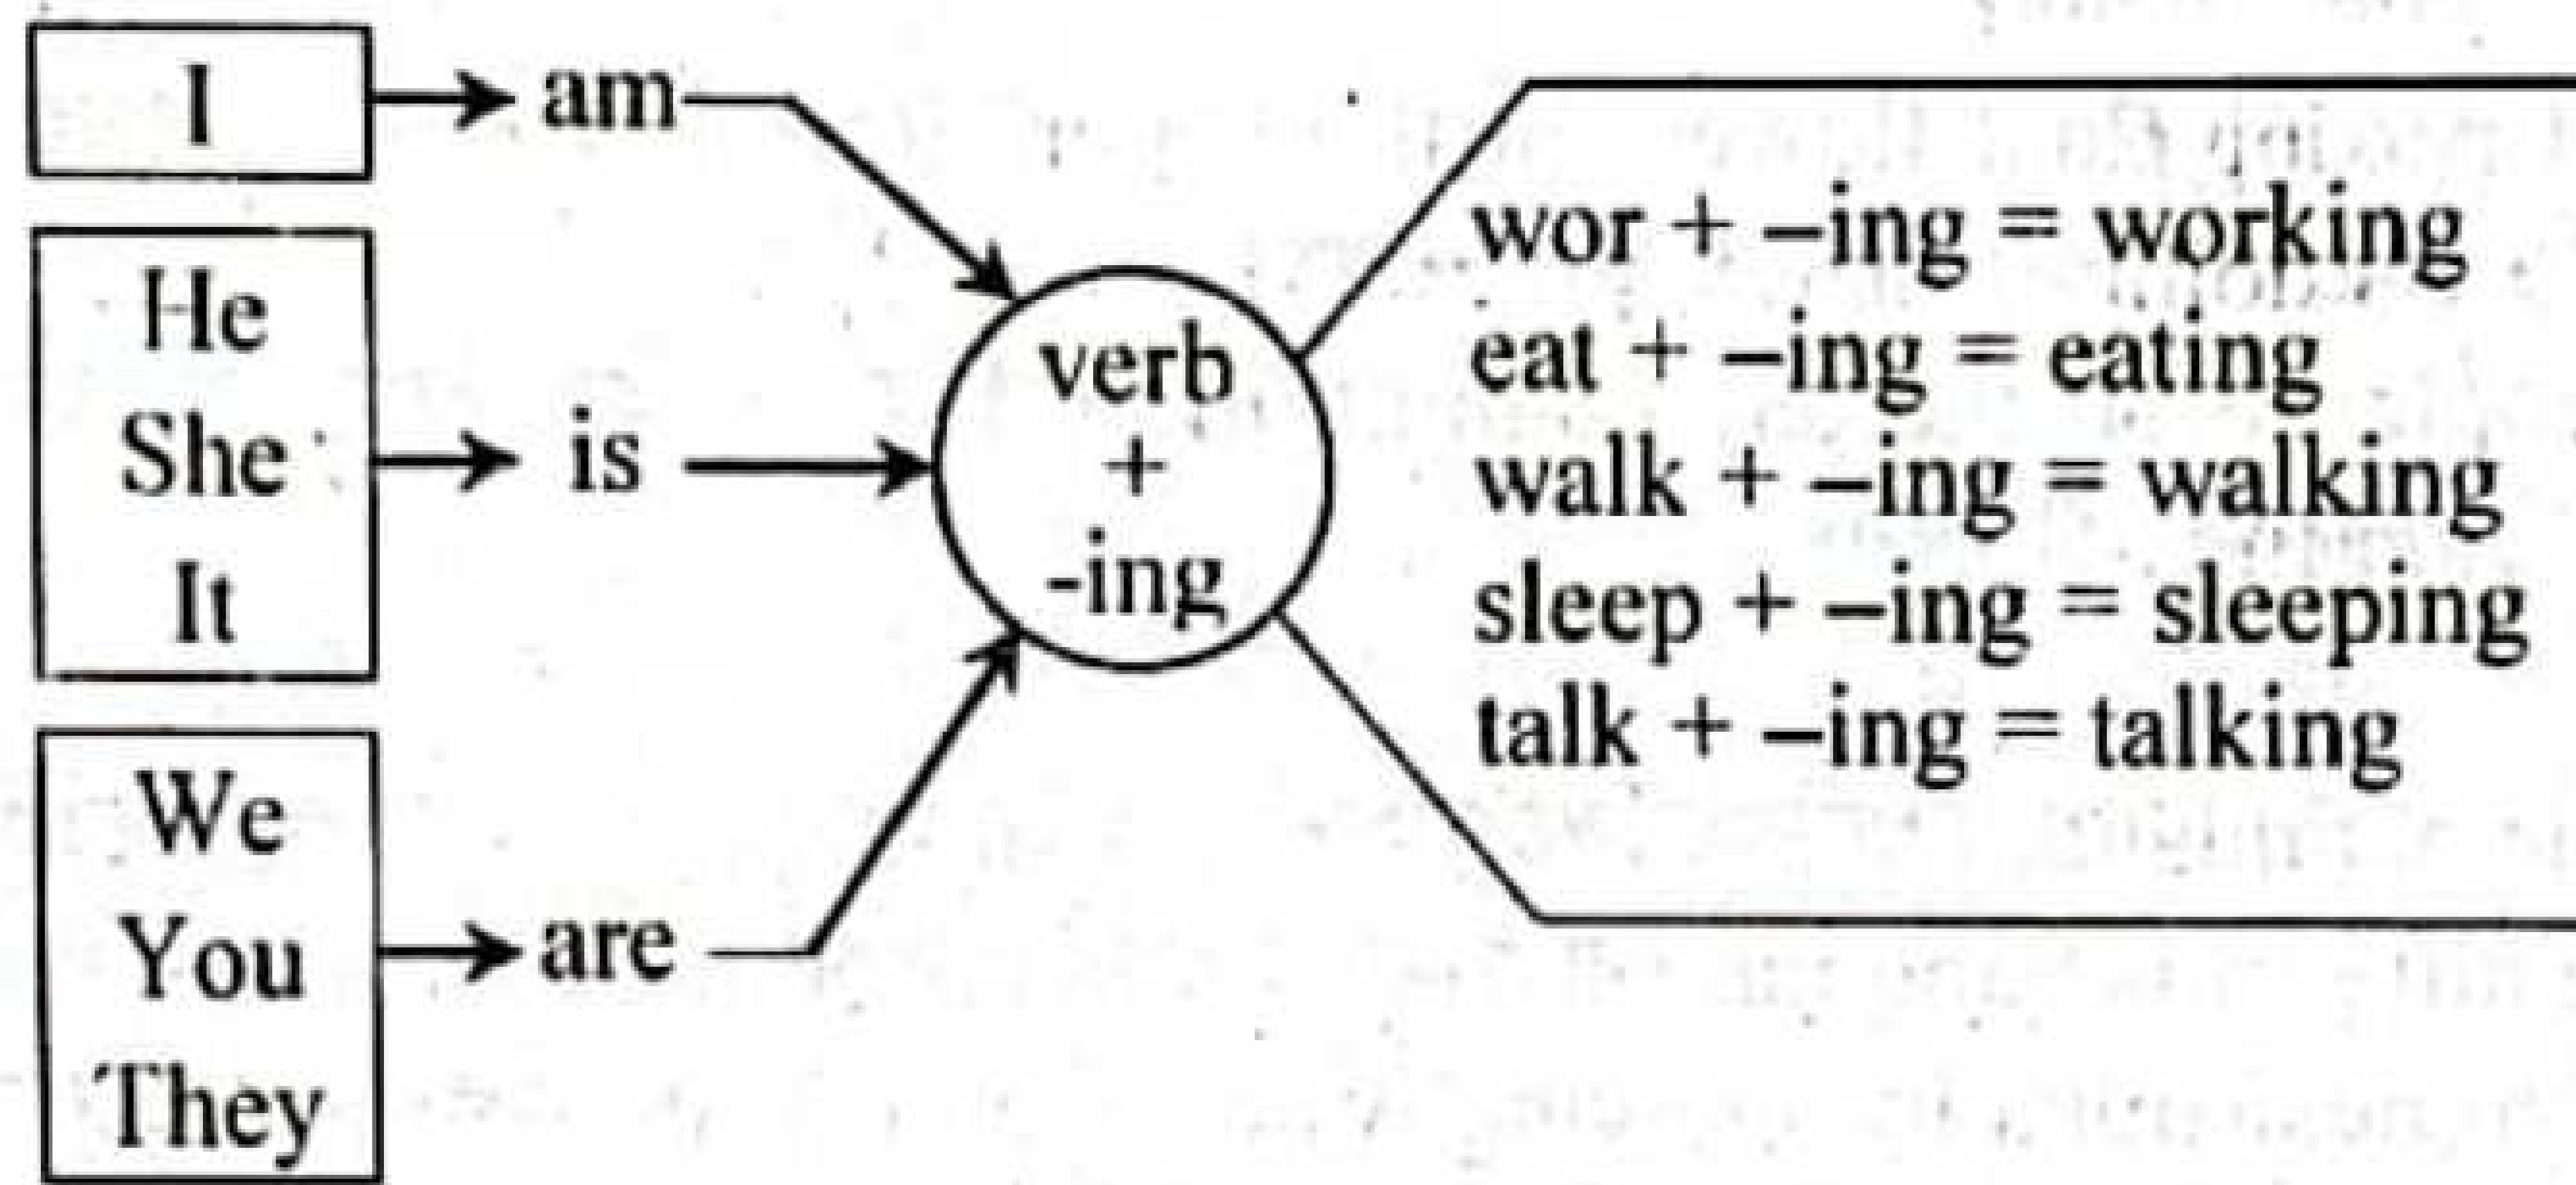 I
am
He
She
It
is
We
You
They
are
verb
+
-ing
wor + –ing = working
eat + –ing = eating
walk + –ing = walking
sleep + –ing = sleeping
talk + –ing = talking